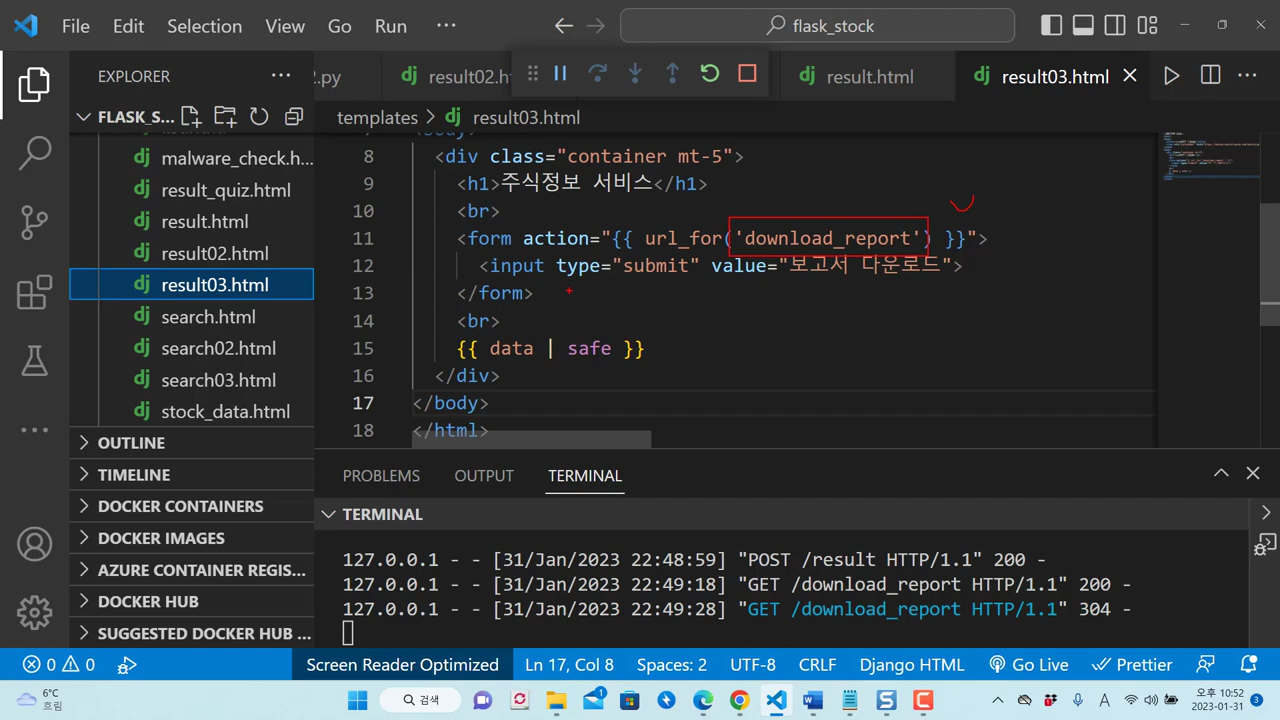 File Edit Selection View Go Run ··· flask_stock
EXPLORER ···
2.py result02.h result.html result03.html ···
FLASK_S...
templates > result03.html
malware_check.h...
result_quiz.html
result.html
result02.html
result03.html
search.html
search02.html
search03.html
stock_data.html
OUTLINE
TIMELINE
DOCKER CONTAINERS
DOCKER IMAGES
AZURE CONTAINER REGIS...
DOCKER HUB
SUGGESTED DOCKER HUB ...
8 <div class="container mt-5">
9 <h1>주식정보 서비스</h1>
10 <br>
11 <form action="{{ url_for('download_report') }}">
12 <input type="submit" value="보고서 다운로드">
13 </form>
14 <br>
15 {{ data | safe }}
16 </div>
17 </body>
18 </html>
PROBLEMS OUTPUT TERMINAL
TERMINAL
127.0.0.1 - - [31/Jan/2023 22:48:59] "POST /result HTTP/1.1" 200 -
127.0.0.1 - - [31/Jan/2023 22:49:18] "GET /download_report HTTP/1.1" 200 -
127.0.0.1 - - [31/Jan/2023 22:49:28] "GET /download_report HTTP/1.1" 304 -
0 0 Screen Reader Optimized Ln 17, Col 8 Spaces: 2 UTF-8 CRLF Django HTML Go Live Prettier
6°C
흐림
검색
1
A
오후 10:52
2023-01-31
3